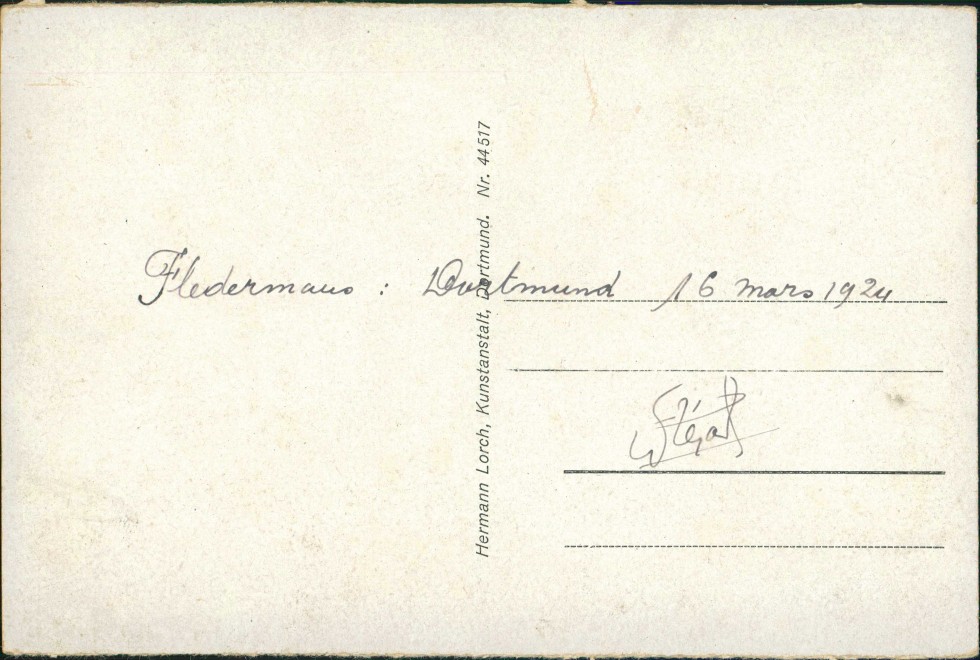 Fledermaus : Dortmund 16 mars 1924
Hermann Lorch, Kunstanstalt, Dortmund. Nr. 44517